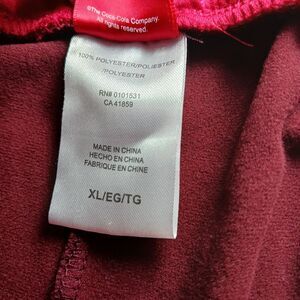 ©The Coca-Cola Company.
All rights reserved.
100% POLYESTER/POLIESTER
/POLYESTER
RN# 0101531
CA 41859
MADE IN CHINA
HECHO EN CHINA
FABRIQUE EN CHINE
XL/EG/TG